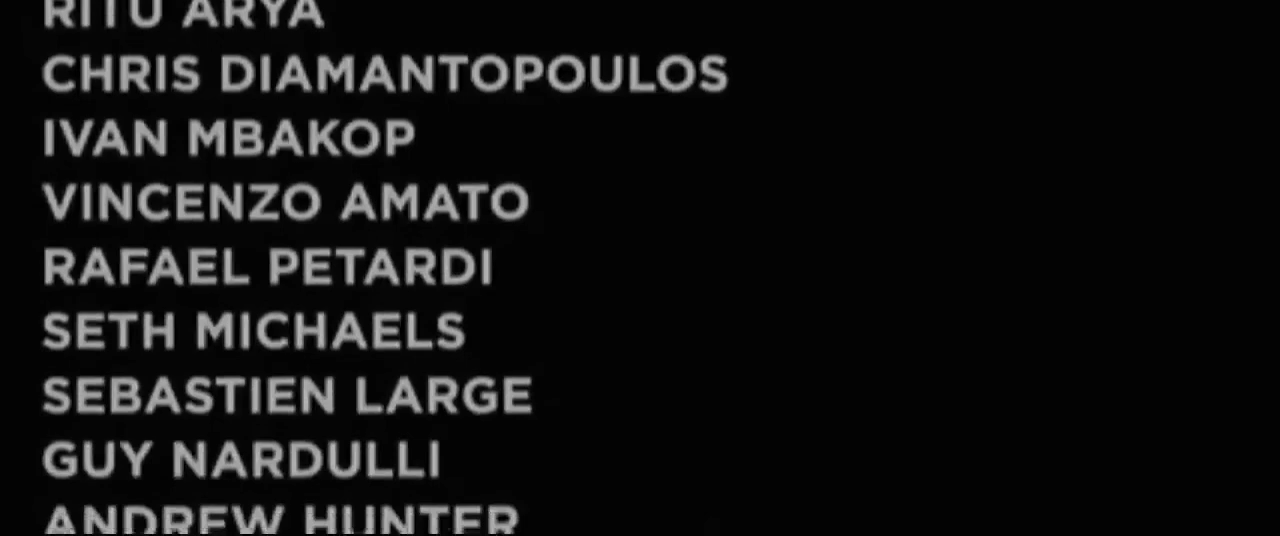 RITU ARYA
CHRIS DIAMANTOPOULOS
IVAN MBAKOP
VINCENZO AMATO
RAFAEL PETARDI
SETH MICHAELS
SEBASTIEN LARGE
GUY NARDULLI
ANDREW HUNTER